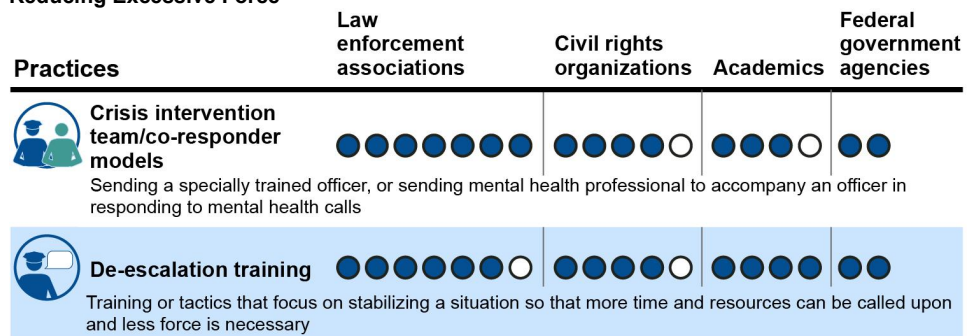 Reducing Excessive Force
Law enforcement associations
Civil rights organizations
Academics
Federal government agencies
Practices
Crisis intervention
team/co-responder
models
Sending a specially trained officer, or sending mental health professional to accompany an officer in
responding to mental health calls
De-escalation training
Training or tactics that focus on stabilizing a situation so that more time and resources can be called upon
and less force is necessary